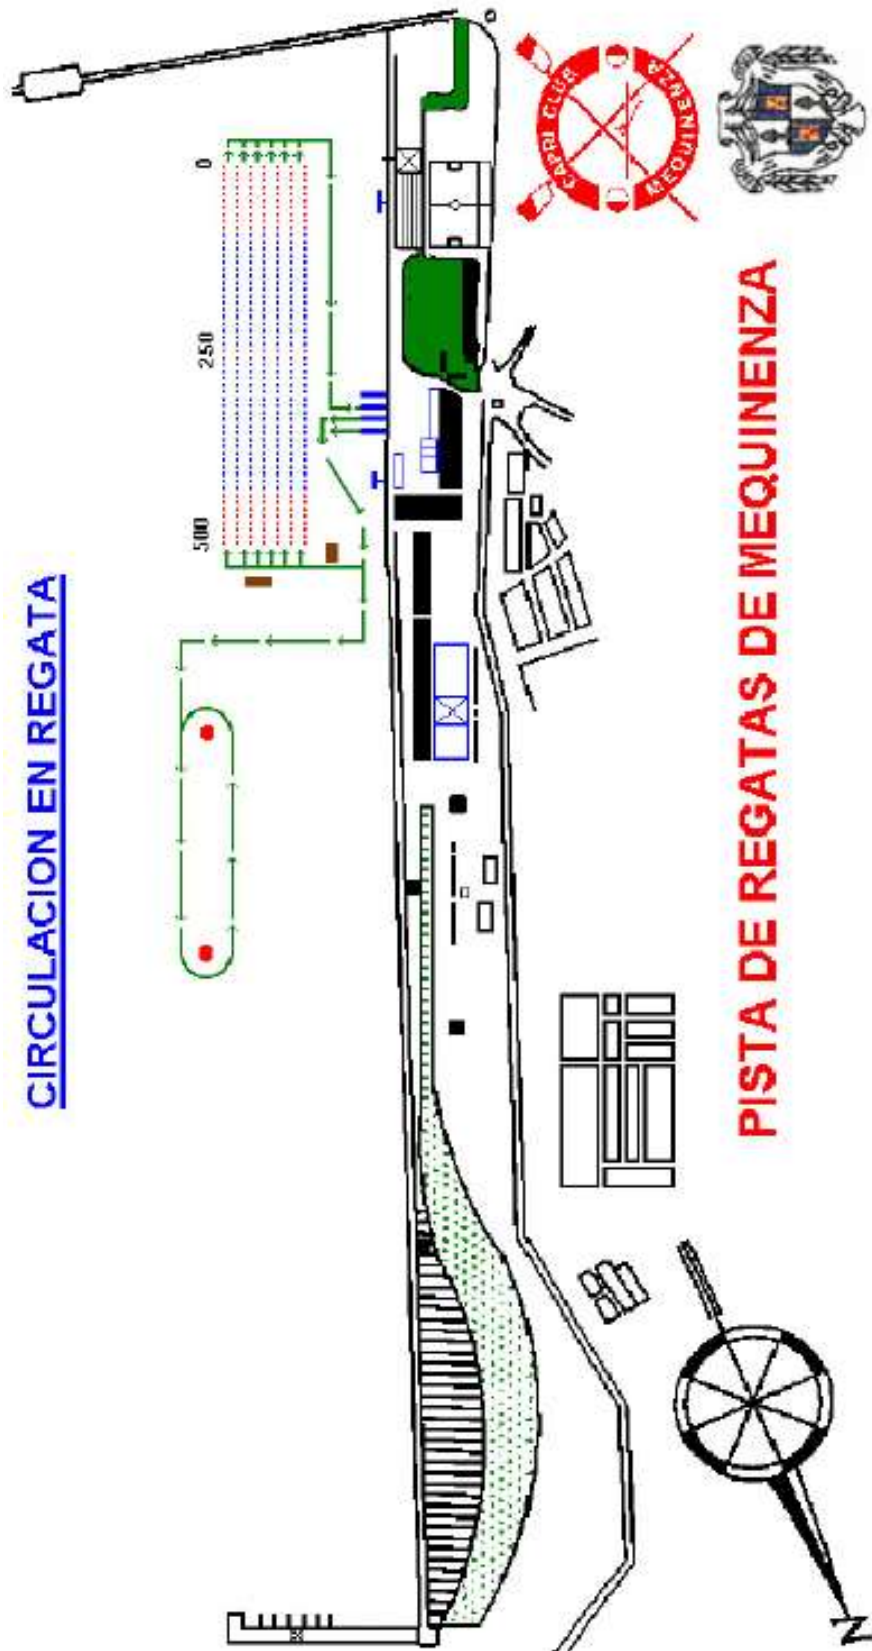 CIRCULACION EN REGATA
0
250
500
CAPRI CLUB
MEQUINENZA
PISTA DE REGATAS DE MEQUINENZA
N